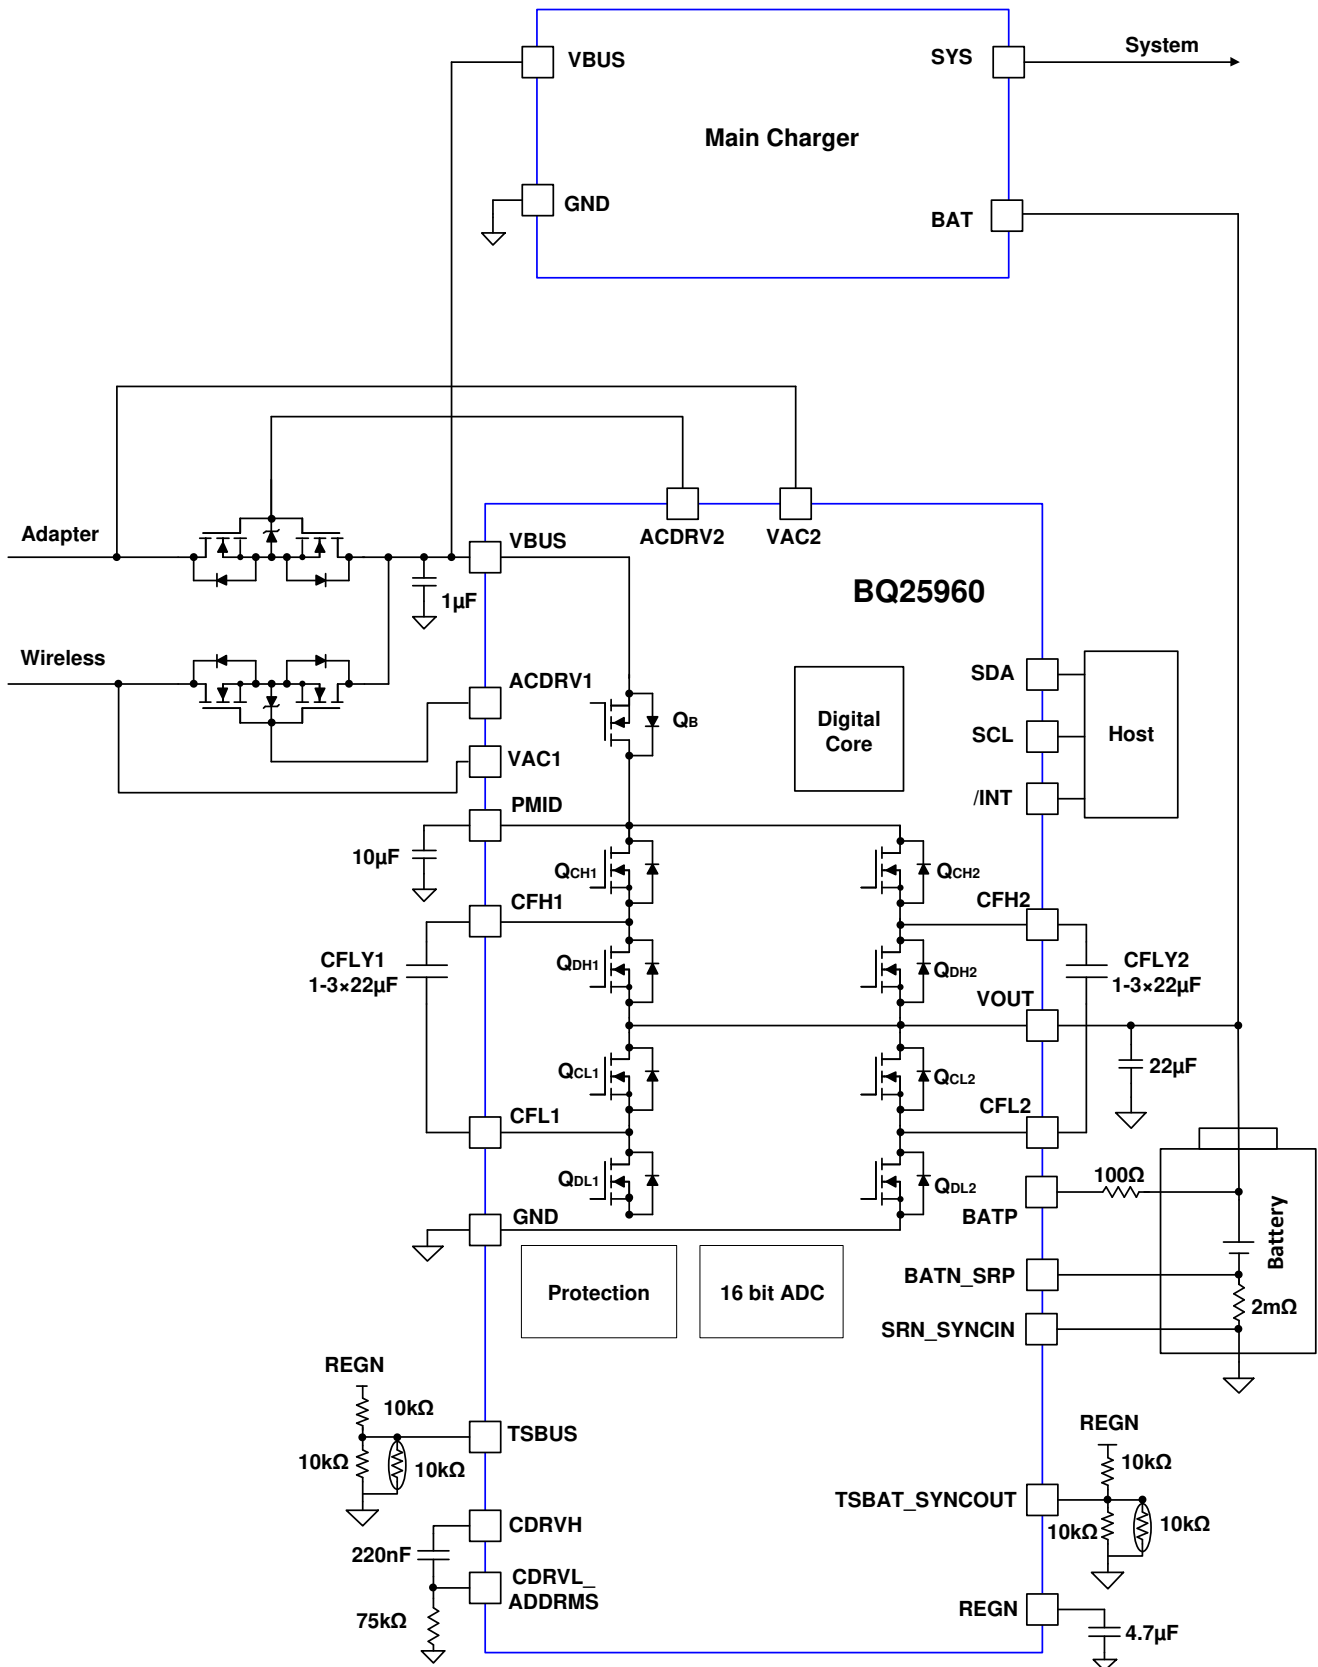 VBUS
SYS
System
Main Charger
GND
BAT
Adapter
VBUS
ACDRV2
VAC2
1µF
BQ25960
Wireless
ACDRV1
QB
Digital
Core
SDA
SCL
Host
VAC1
/INT
PMID
10µF
QCH1
QCH2
CFH1
CFH2
CFLY1
1-3×22µF
QDH1
QDH2
CFLY2
1-3×22µF
VOUT
QCL1
QCL2
22µF
CFL1
CFL2
QDL1
QDL2
100Ω
BATP
GND
Battery
BATN_SRP
Protection
16 bit ADC
2mΩ
SRN_SYNCIN
REGN
10kΩ
TSBUS
10kΩ
10kΩ
REGN
10kΩ
TSBAT_SYNCOUT
10kΩ
10kΩ
CDRVH
220nF
CDRVL_
ADDRMS
75kΩ
REGN
4.7µF